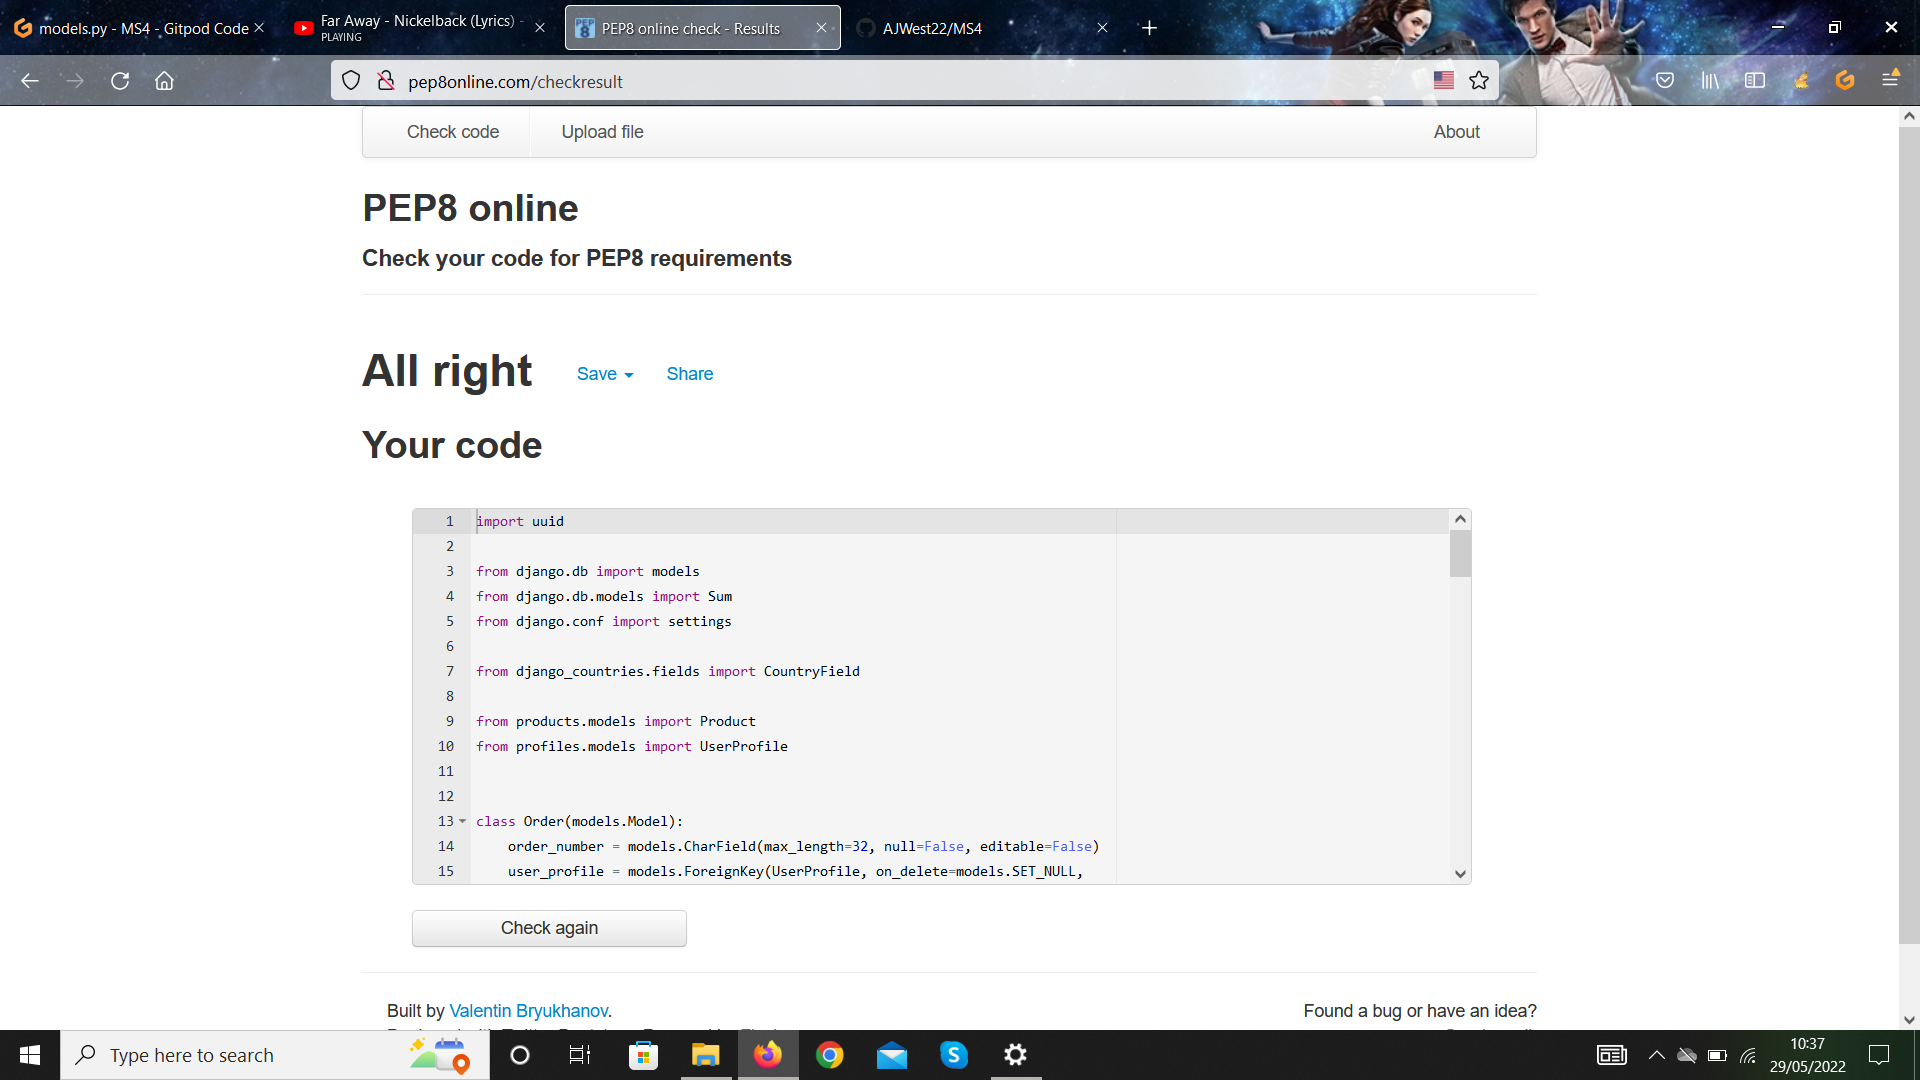 models.py - MS4 - Gitpod Code
Far Away - Nickelback (Lyrics) -
PLAYING
PEP8 online check - Results
AJWest22/MS4
pep8online.com/checkresult
Check code
Upload file
About
PEP8 online
Check your code for PEP8 requirements
All right
Save
Share
Your code
1 import uuid
2
3 from django.db import models
4 from django.db.models import Sum
5 from django.conf import settings
6
7 from django_countries.fields import CountryField
8
9 from products.models import Product
10 from profiles.models import UserProfile
11
12
13 class Order(models.Model):
14 order_number = models.CharField(max_length=32, null=False, editable=False)
15 user_profile = models.ForeignKey(UserProfile, on_delete=models.SET_NULL,
Check again
Built by Valentin Bryukhanov.
Found a bug or have an idea?
Type here to search
10:37
29/05/2022